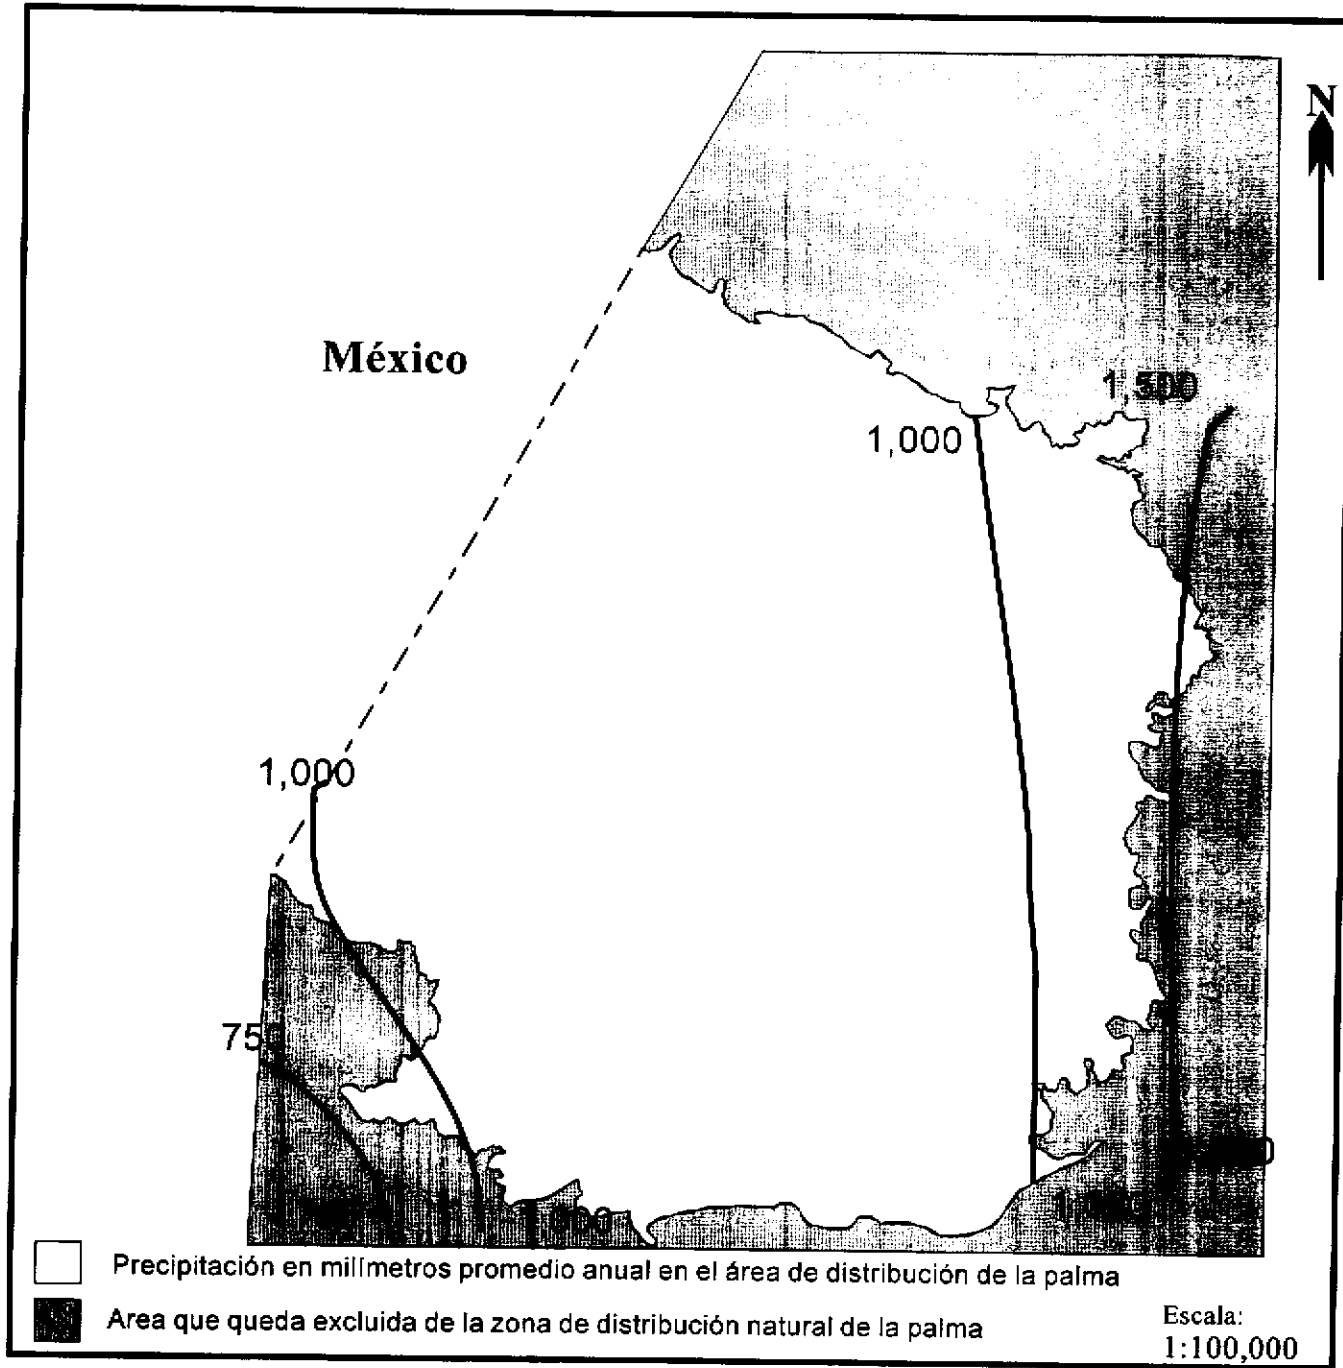 N
México
1,500
1,000
1,000
Precipitación en milímetros promedio anual en el área de distribución de la palma
Area que queda excluida de la zona de distribución natural de la palma
Escala:
1:100,000